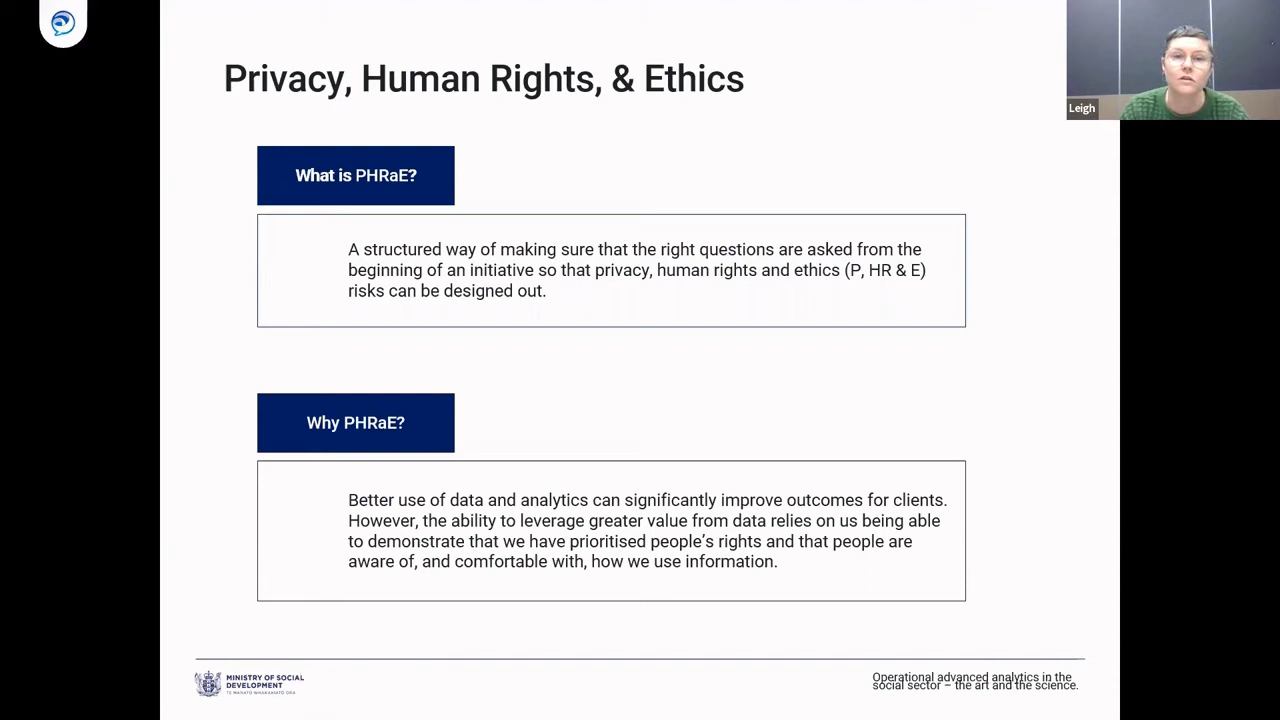 Privacy, Human Rights, & Ethics
Leigh
What is PHRaE?
A structured way of making sure that the right questions are asked from the
beginning of an initiative so that privacy, human rights and ethics (P, HR & E)
risks can be designed out.
Why PHRaE?
Better use of data and analytics can significantly improve outcomes for clients.
However, the ability to leverage greater value from data relies on us being able
to demonstrate that we have prioritised people’s rights and that people are
aware of, and comfortable with, how we use information.
MINISTRY OF SOCIAL
DEVELOPMENT
TE MANATŪ WHAKAHIATO ORA
Operational advanced analytics in the
social sector – the art and the science.